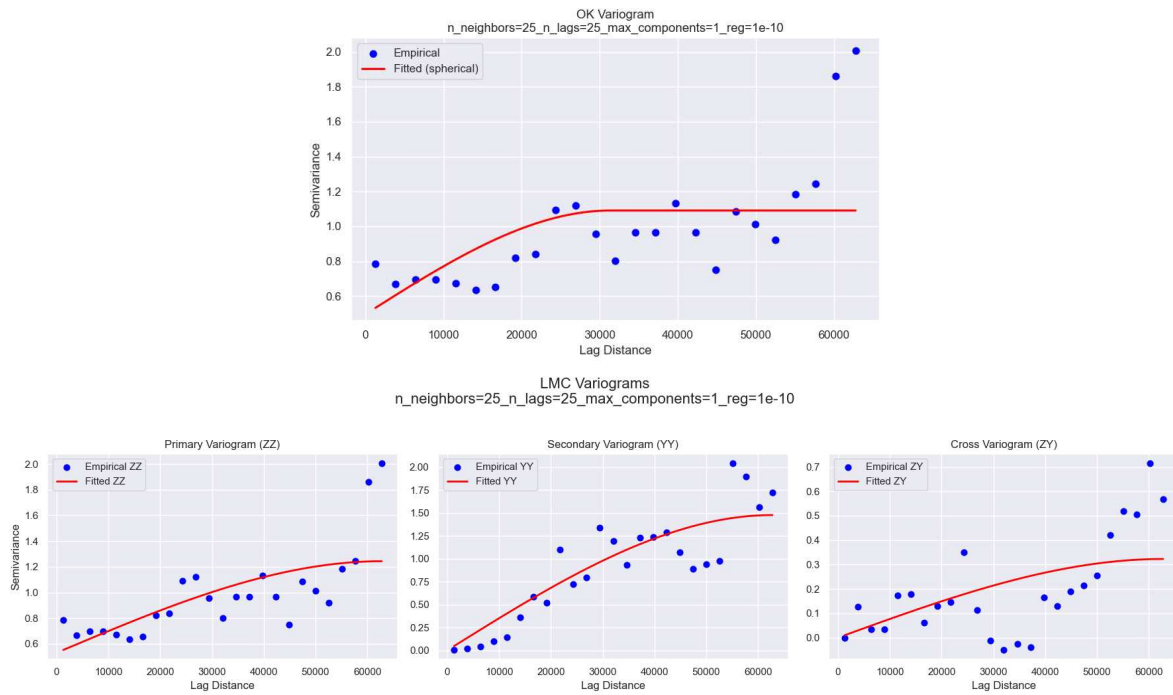 OK Variogram
n_neighbors=25_n_lags=25_max_components=1_reg=1e-10
Empirical
Fitted (spherical)
Semivariance
2.0
1.8
1.6
1.4
1.2
1.0
0.8
0.6
0 10000 20000 30000 40000 50000 60000
Lag Distance
LMC Variograms
n_neighbors=25_n_lags=25_max_components=1_reg=1e-10
Primary Variogram (ZZ)
Empirical ZZ
Fitted ZZ
Semivariance
2.0
1.8
1.6
1.4
1.2
1.0
0.8
0.6
0 10000 20000 30000 40000 50000 60000
Lag Distance
Secondary Variogram (YY)
Empirical YY
Fitted YY
2.00
1.75
1.50
1.25
1.00
0.75
0.50
0.25
0.00
0 10000 20000 30000 40000 50000 60000
Lag Distance
Cross Variogram (ZY)
Empirical ZY
Fitted ZY
0.7
0.6
0.5
0.4
0.3
0.2
0.1
0.0
0 10000 20000 30000 40000 50000 60000
Lag Distance